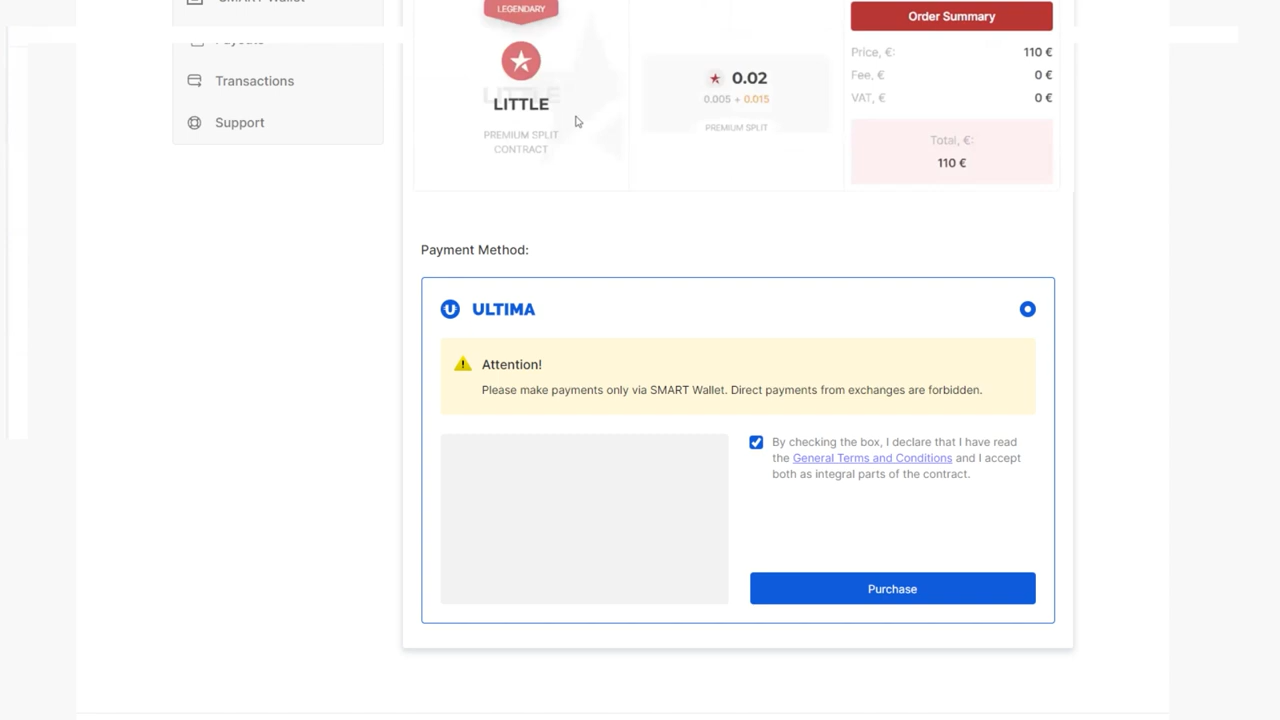 SMART Wallet
Payouts
Transactions
Support
LEGENDARY
LITTLE
PREMIUM SPLIT
CONTRACT
0.02
0.005 + 0.015
PREMIUM SPLIT
Order Summary
Price, €: 110 €
Fee, € 0 €
VAT, € 0 €
Total, €:
110 €
Payment Method:
ULTIMA
Attention!
Please make payments only via SMART Wallet. Direct payments from exchanges are forbidden.
By checking the box, I declare that I have read
the General Terms and Conditions and I accept
both as integral parts of the contract.
Purchase